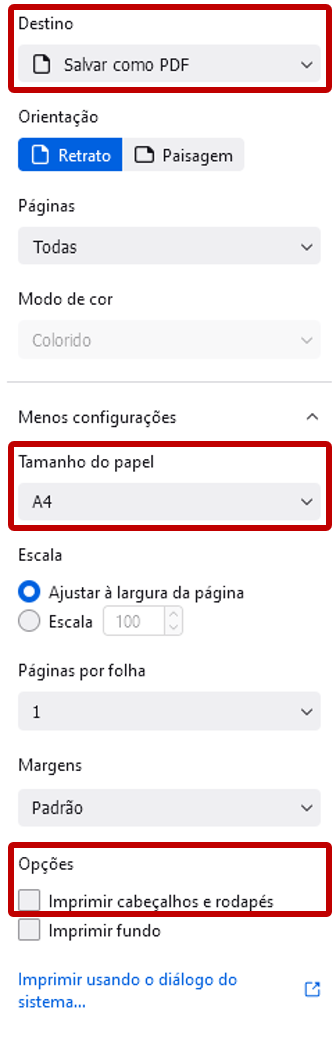 Destino
Salvar como PDF
Orientação
Retrato Paisagem
Páginas
Todas
Modo de cor
Colorido
Menos configurações
Tamanho do papel
A4
Escala
Ajustar à largura da página
Escala 100
Páginas por folha
1
Margens
Padrão
Opções
Imprimir cabeçalhos e rodapés
Imprimir fundo
Imprimir usando o diálogo do
sistema...